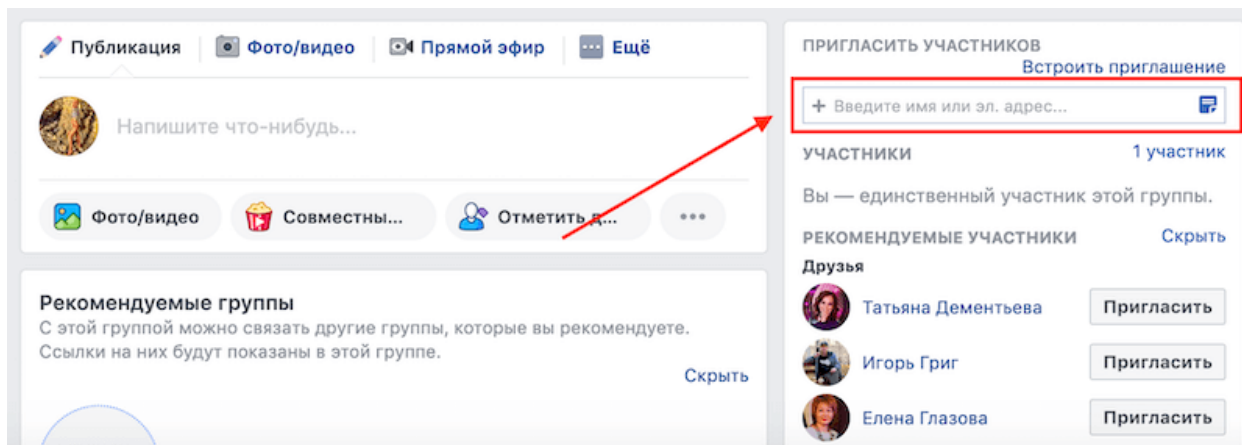 Публикация
Фото/видео
Прямой эфир
Ещё
Напишите что-нибудь...
Фото/видео
Совместны...
Отметить д...
Рекомендуемые группы
С этой группой можно связать другие группы, которые вы рекомендуете.
Ссылки на них будут показаны в этой группе.
Скрыть
ПРИГЛАСИТЬ УЧАСТНИКОВ
Встроить приглашение
+ Введите имя или эл. адрес...
УЧАСТНИКИ 1 участник
Вы — единственный участник этой группы.
РЕКОМЕНДУЕМЫЕ УЧАСТНИКИ Скрыть
Друзья
Татьяна Дементьева Пригласить
Игорь Григ Пригласить
Елена Глазова Пригласить